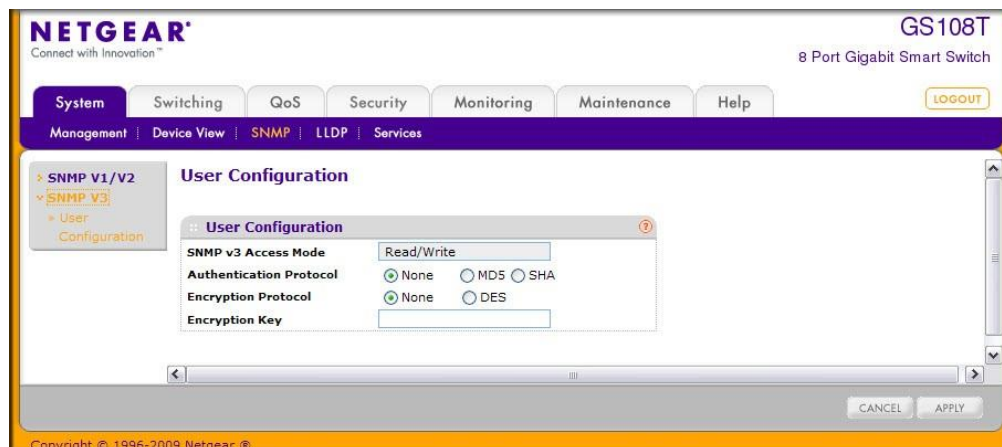 NETGEAR®
Connect with Innovation™
GS108T
8 Port Gigabit Smart Switch
System Switching QoS Security Monitoring Maintenance Help LOGOUT
Management Device View SNMP LLDP Services
SNMP V1/V2
SNMP V3
User
Configuration
User Configuration
User Configuration ?
SNMP v3 Access Mode Read/Write
Authentication Protocol None MD5 SHA
Encryption Protocol None DES
Encryption Key
CANCEL APPLY
Copyright © 1996-2009 Netgear ®